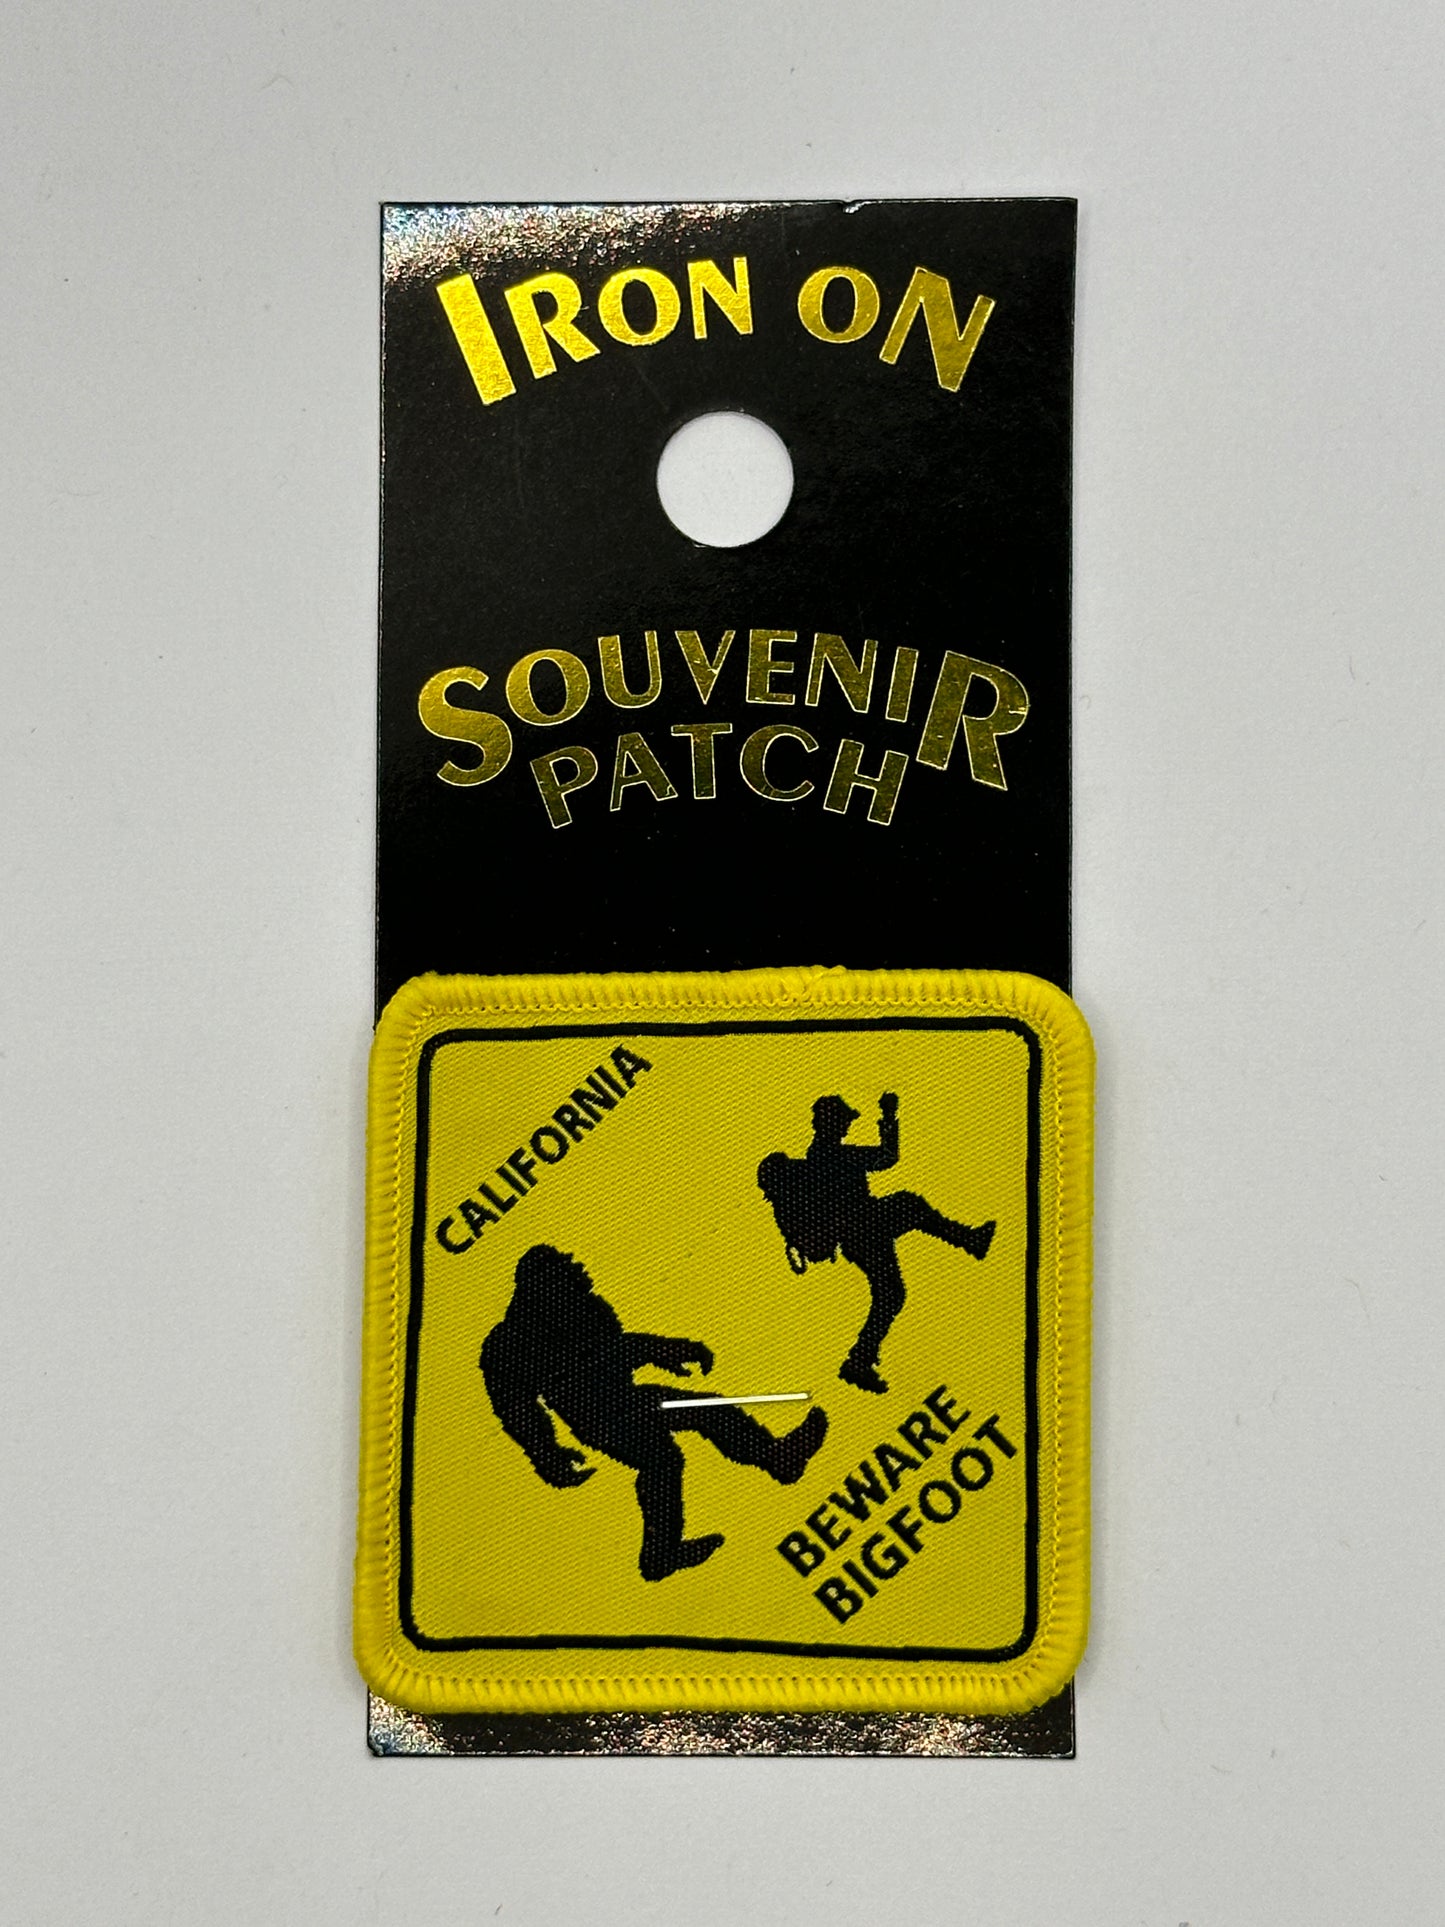 IRON ON
SOUVENIR
PATCH
CALIFORNIA
BEWARE
BIGFOOT